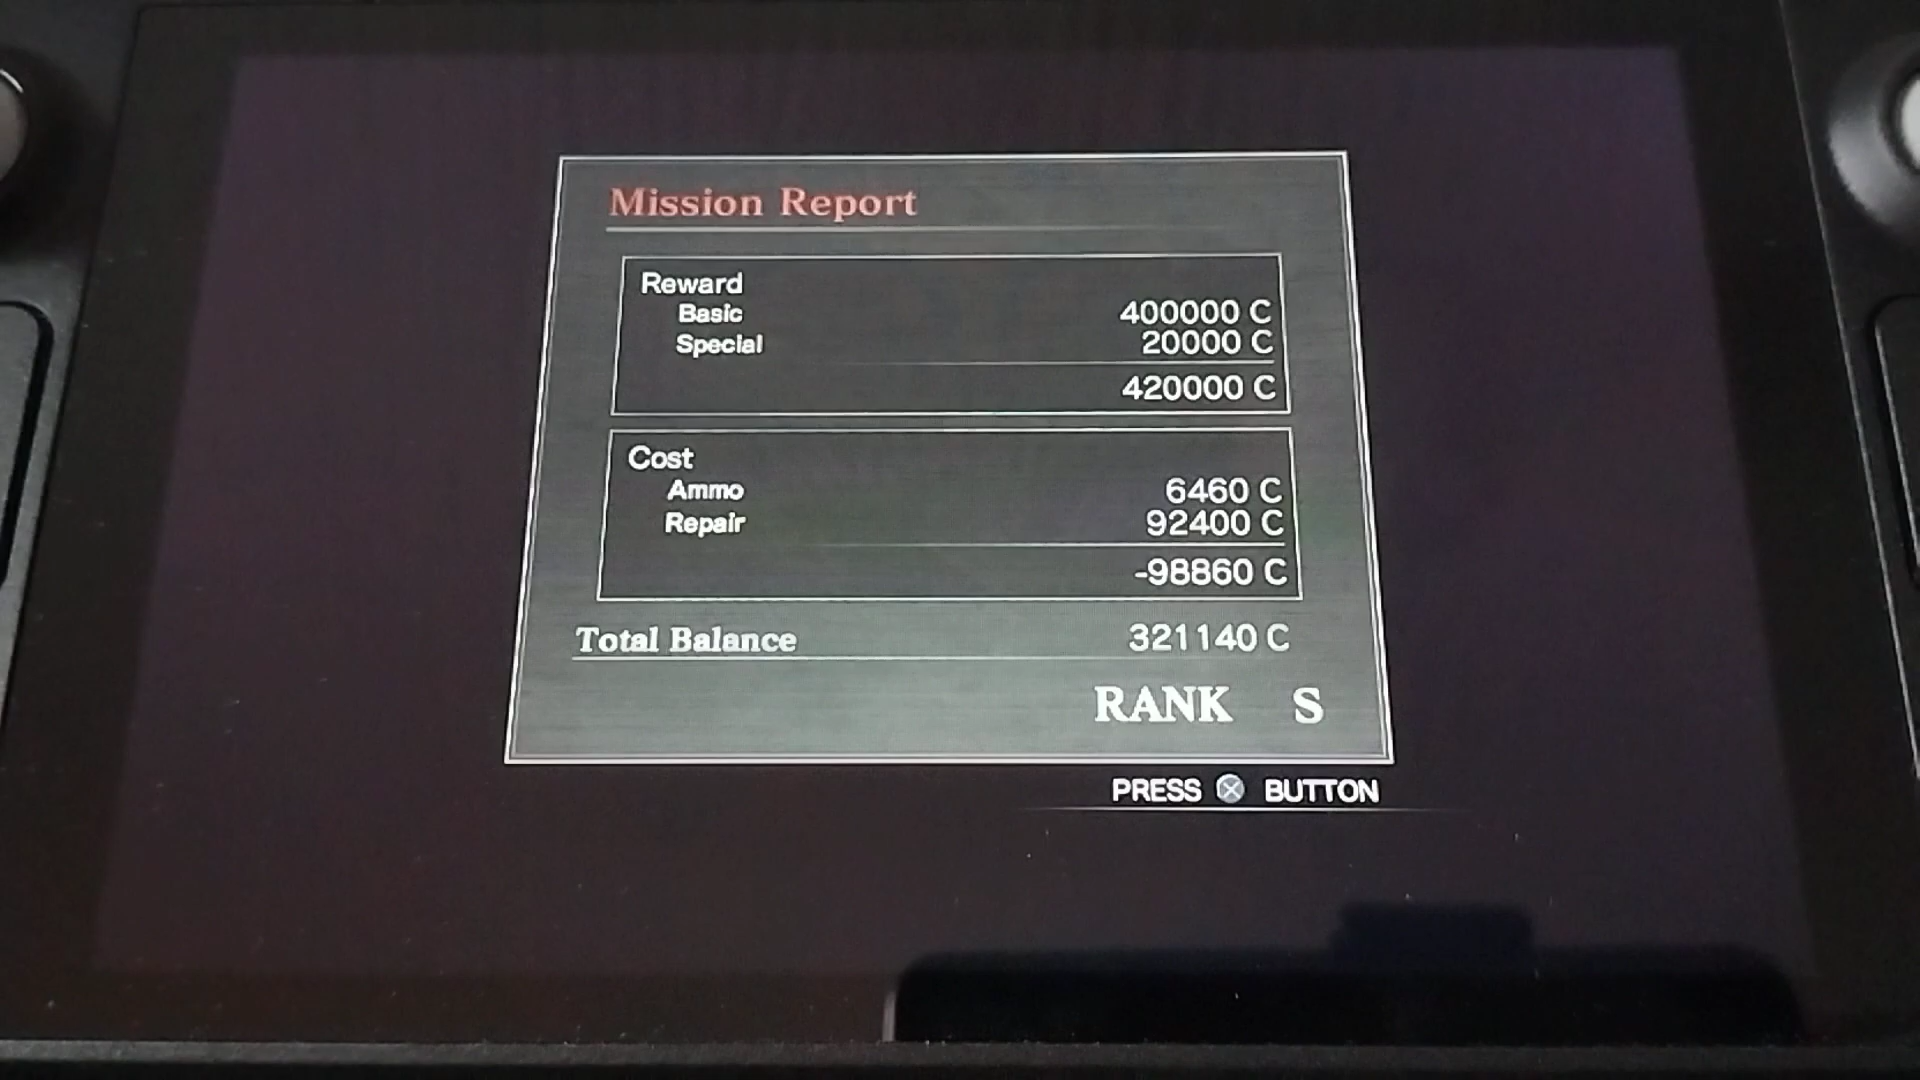 Mission Report
Reward
Basic 400000 C
Special 20000 C
420000 C
Cost
Ammo 6460 C
Repair 92400 C
-98860 C
Total Balance 321140 C
RANK S
PRESS ⓧ BUTTON